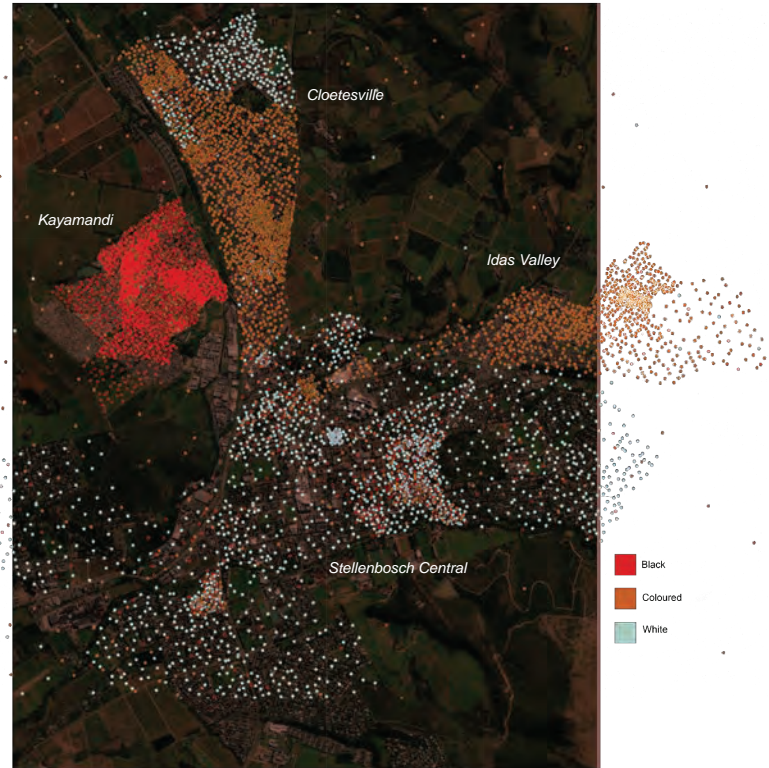 Cloetesville
Kayamandi
Idas Valley
Stellenbosch Central
Black
Coloured
White